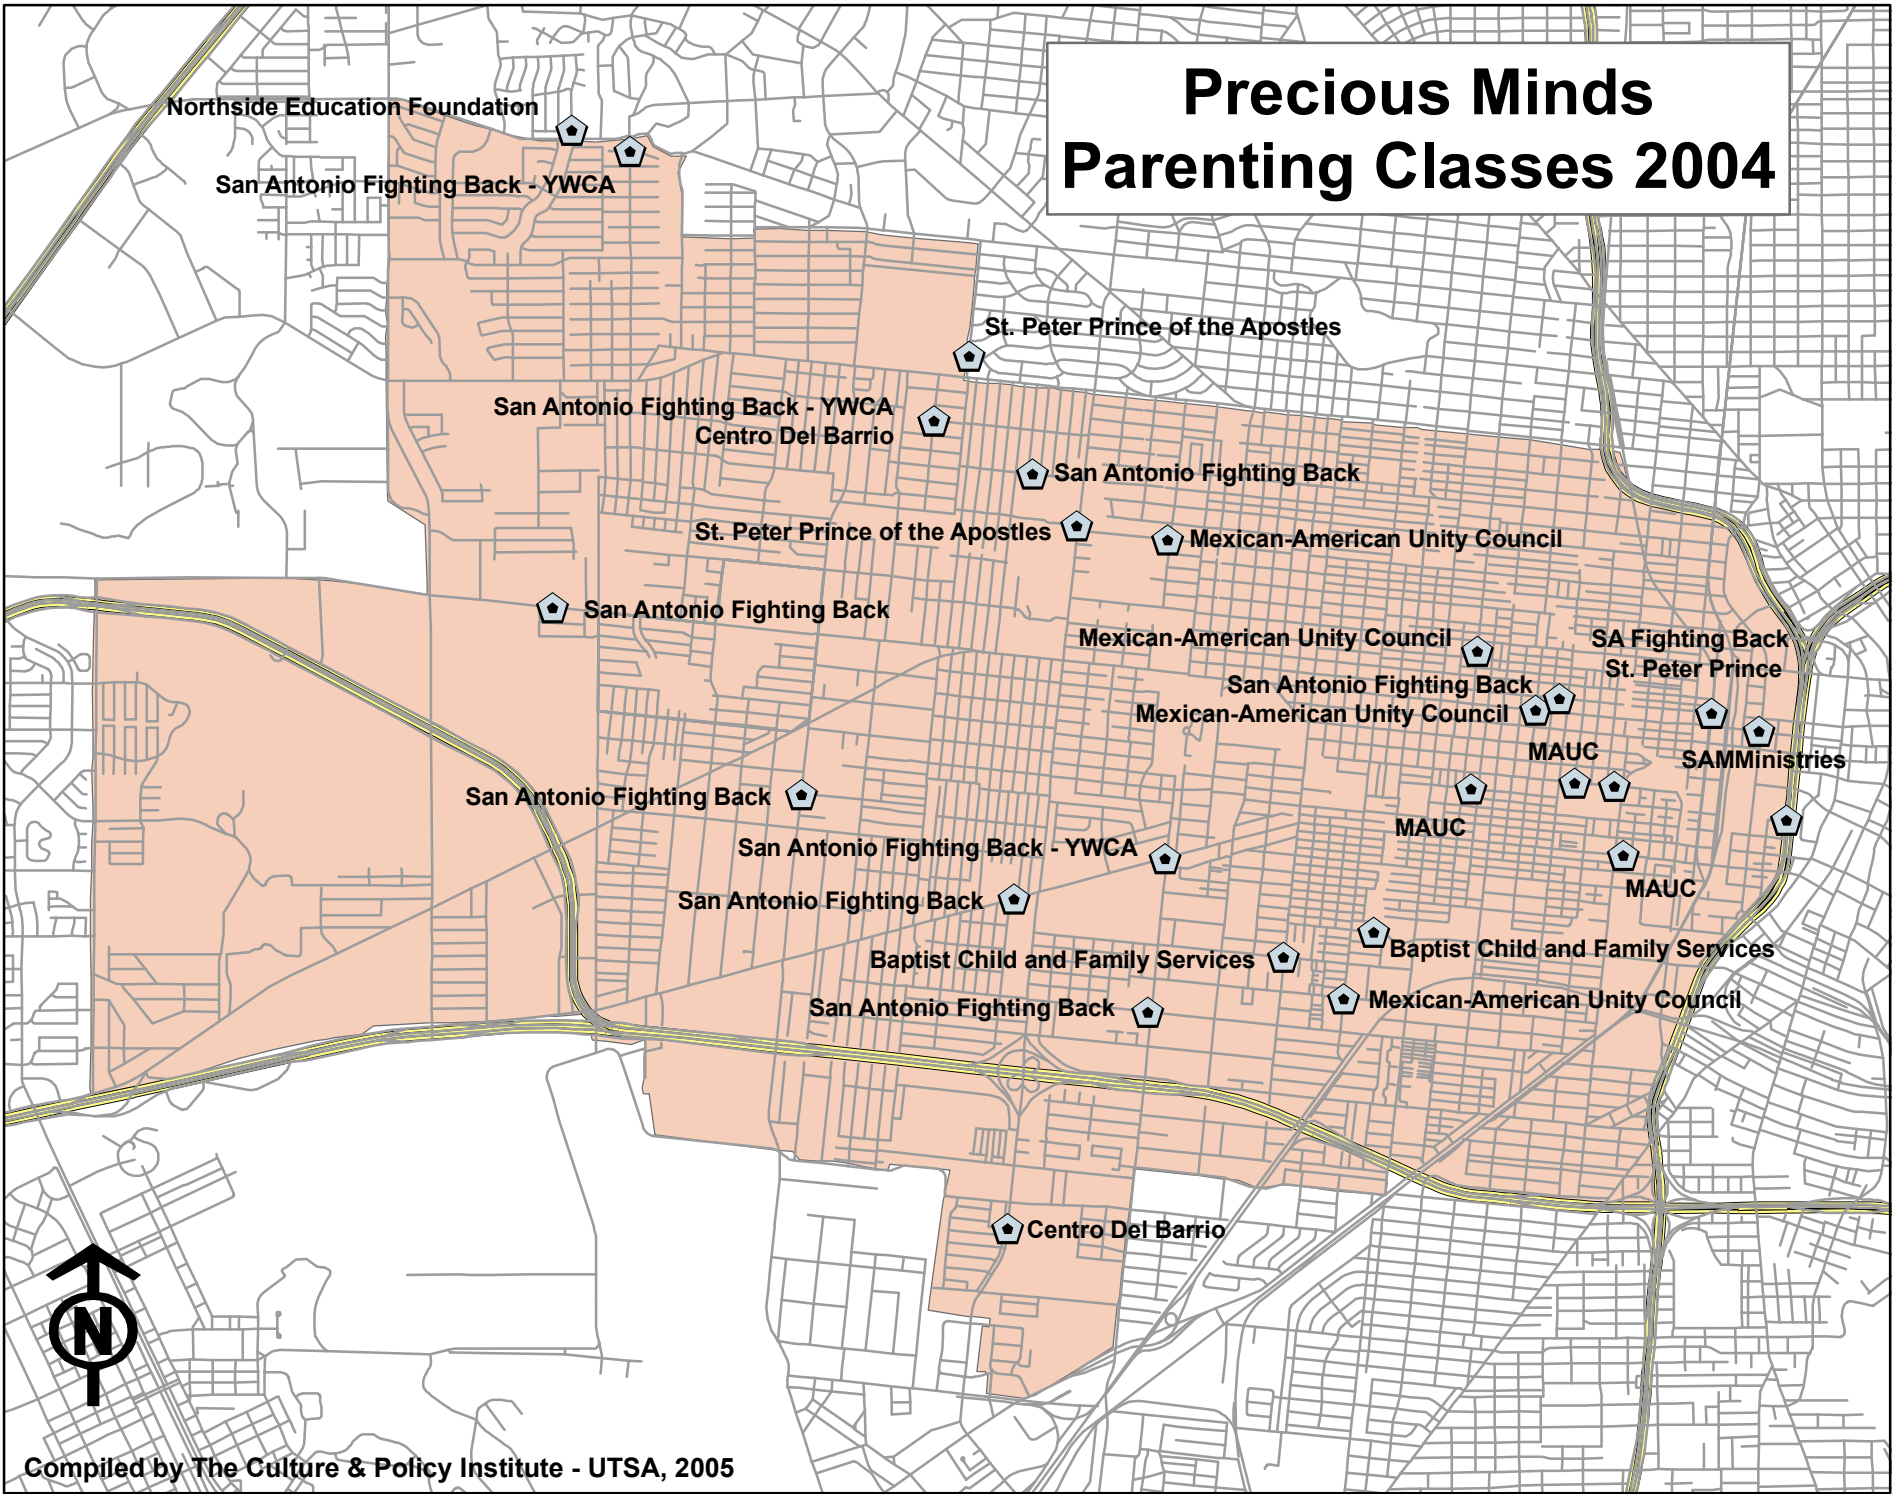 Precious Minds
Parenting Classes 2004
Northside Education Foundation
San Antonio Fighting Back - YWCA
St. Peter Prince of the Apostles
San Antonio Fighting Back - YWCA
Centro Del Barrio
San Antonio Fighting Back
St. Peter Prince of the Apostles
Mexican-American Unity Council
San Antonio Fighting Back
Mexican-American Unity Council
SA Fighting Back
St. Peter Prince
San Antonio Fighting Back
Mexican-American Unity Council
MAUC
SAMMinistries
San Antonio Fighting Back
MAUC
San Antonio Fighting Back - YWCA
MAUC
San Antonio Fighting Back
Baptist Child and Family Services
Baptist Child and Family Services
Mexican-American Unity Council
San Antonio Fighting Back
Centro Del Barrio
N
Compiled by The Culture & Policy Institute - UTSA, 2005